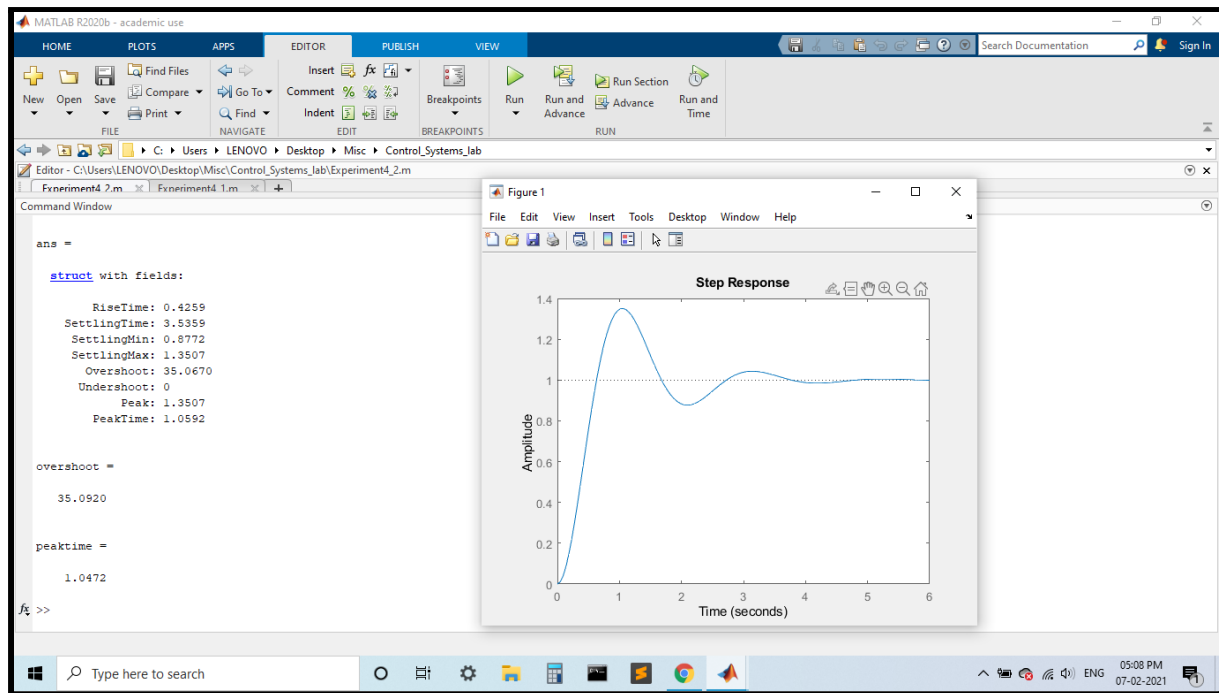 MATLAB R2020b - academic use
HOME PLOTS APPS EDITOR PUBLISH VIEW Search Documentation Sign In
New Open Save Find Files Compare Print Go To Find Insert fx Comment Indent Breakpoints Run Run and Advance Run Section Advance Run and Time
FILE NAVIGATE EDIT BREAKPOINTS RUN
C: Users LENOVO Desktop Misc Control_Systems_lab
Editor - C:\Users\LENOVO\Desktop\Misc\Control_Systems_lab\Experiment4_2.m
Experiment4_2.m Experiment4_1.m +
Command Window
ans =
struct with fields:
RiseTime: 0.4259
SettlingTime: 3.5359
SettlingMin: 0.8772
SettlingMax: 1.3507
Overshoot: 35.0670
Undershoot: 0
Peak: 1.3507
PeakTime: 1.0592
overshoot =
35.0920
peaktime =
1.0472
fx >>
Figure 1
File Edit View Insert Tools Desktop Window Help
Step Response
1.4
1.2
1
0.8
0.6
0.4
0.2
0
Amplitude
0 1 2 3 4 5 6
Time (seconds)
Type here to search
ENG
05:08 PM
07-02-2021
1